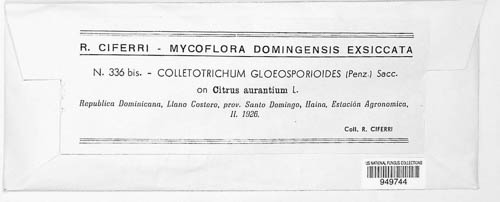 R. CIFERRI - MYCOFLORA DOMINGENSIS EXSICCATA
N. 336 bis. - COLLETOTRICHUM GLOEOSPORIOIDES (Penz.) Sacc.
on Citrus aurantium L.
Republica Dominicana, Llano Costero, prov. Santo Domingo, Haina, Estación Agronomica,
II. 1926.
Coll. R. CIFERRI
US NATIONAL FUNGUS COLLECTIONS
949744